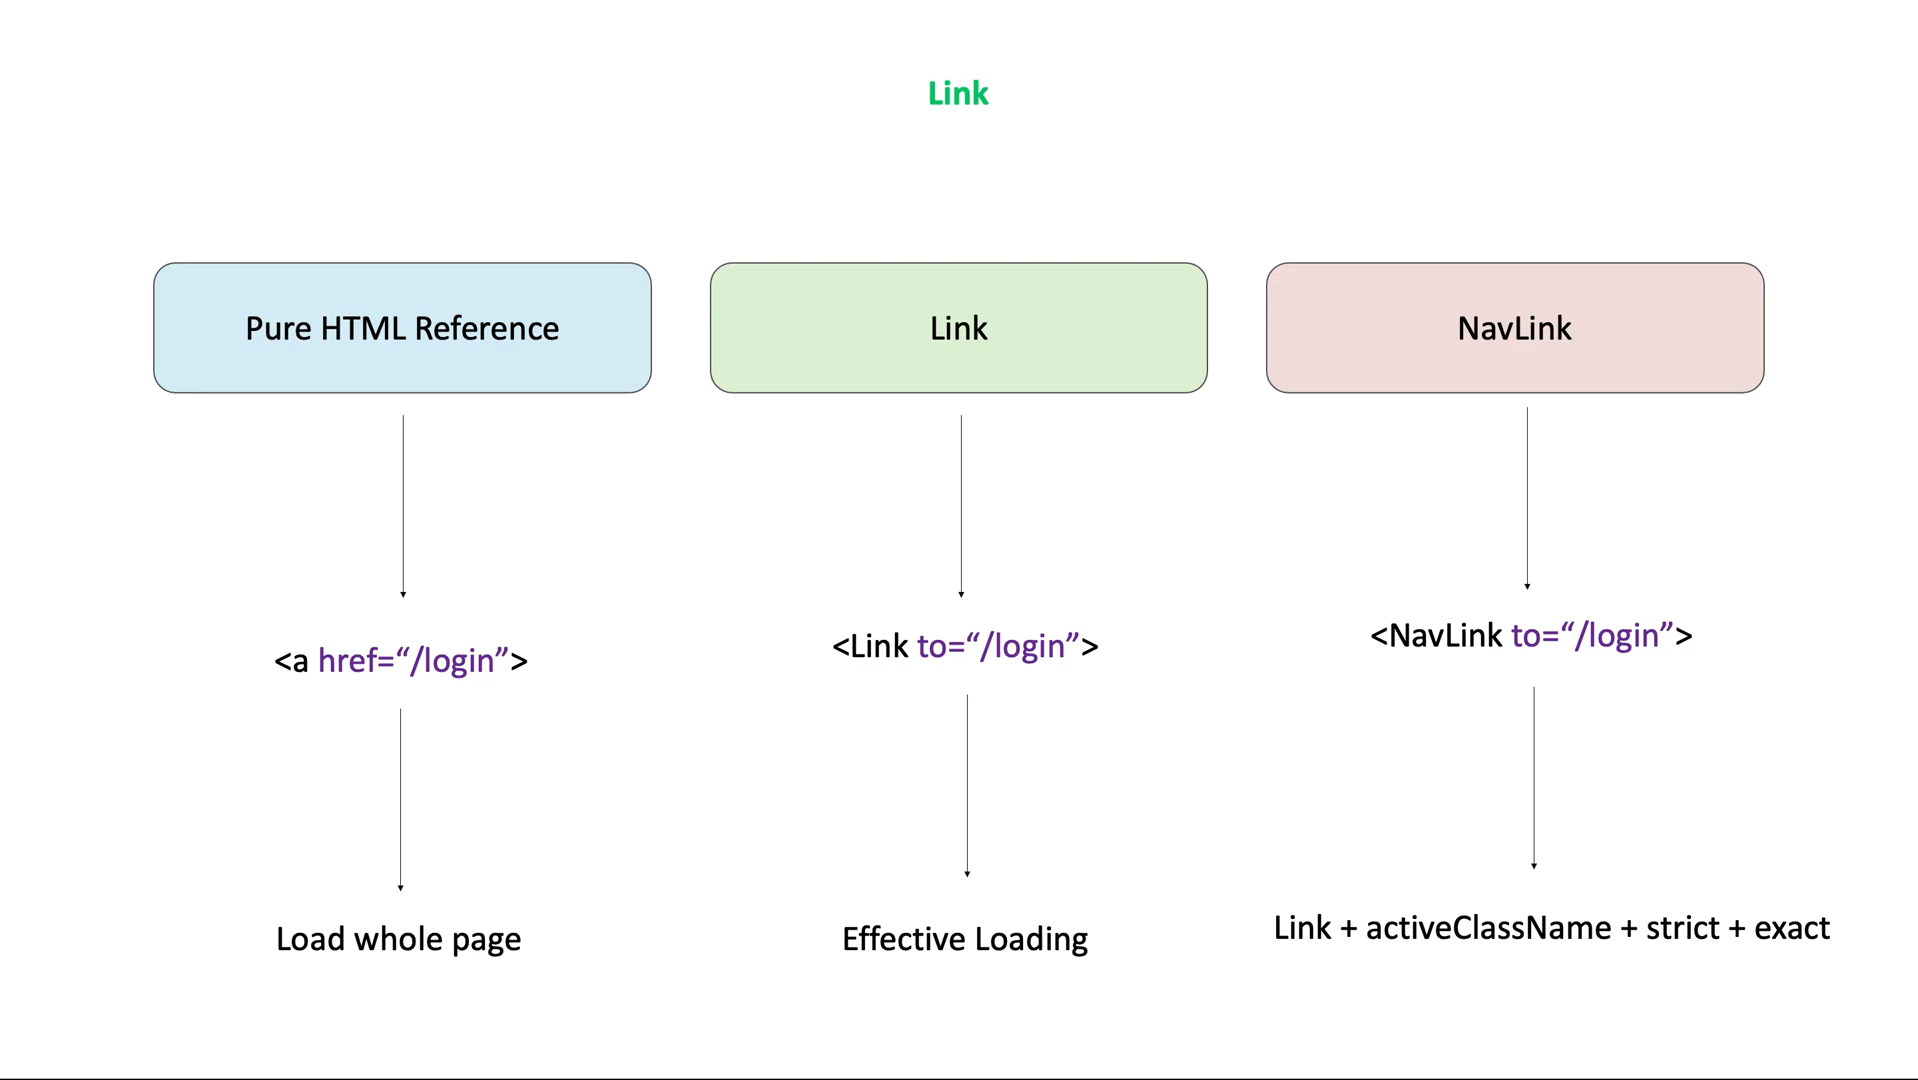 Link
Pure HTML Reference
Link
NavLink
<a href=“/login”>
<Link to=“/login”>
<NavLink to=“/login”>
Load whole page
Effective Loading
Link + activeClassName + strict + exact